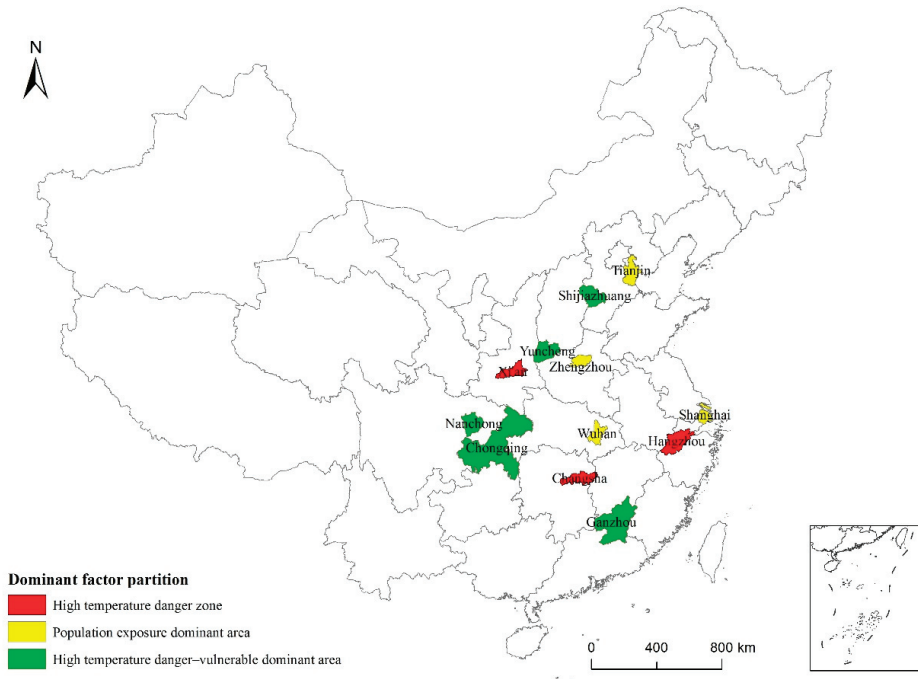 N
Tianjin
Shijiazhuang
Yuncheng
Zhengzhou
Xi'an
Shanghai
Nanchong
Wuhan
Hangzhou
Chongqing
Changsha
Ganzhou
Dominant factor partition
High temperature danger zone
Population exposure dominant area
High temperature danger–vulnerable dominant area
0 400 800 km